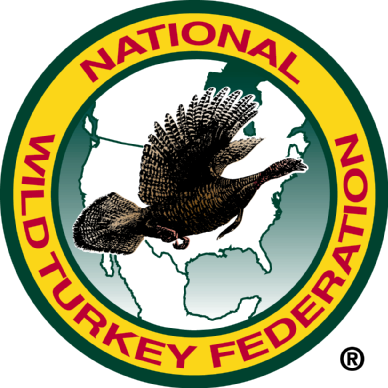 NATIONAL
WILD TURKEY FEDERATION
®